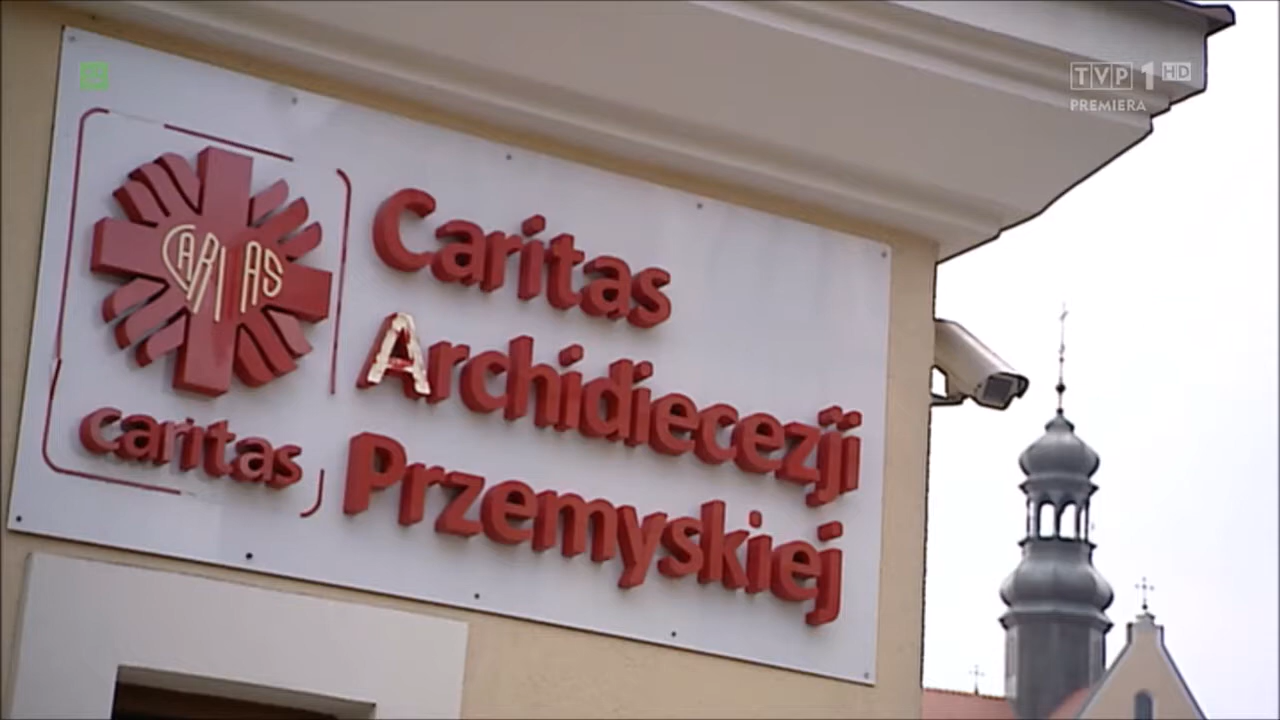 TVP 1 HD
PREMIERA
CARITAS
caritas
Caritas
Archidiecezji
Przemyskiej